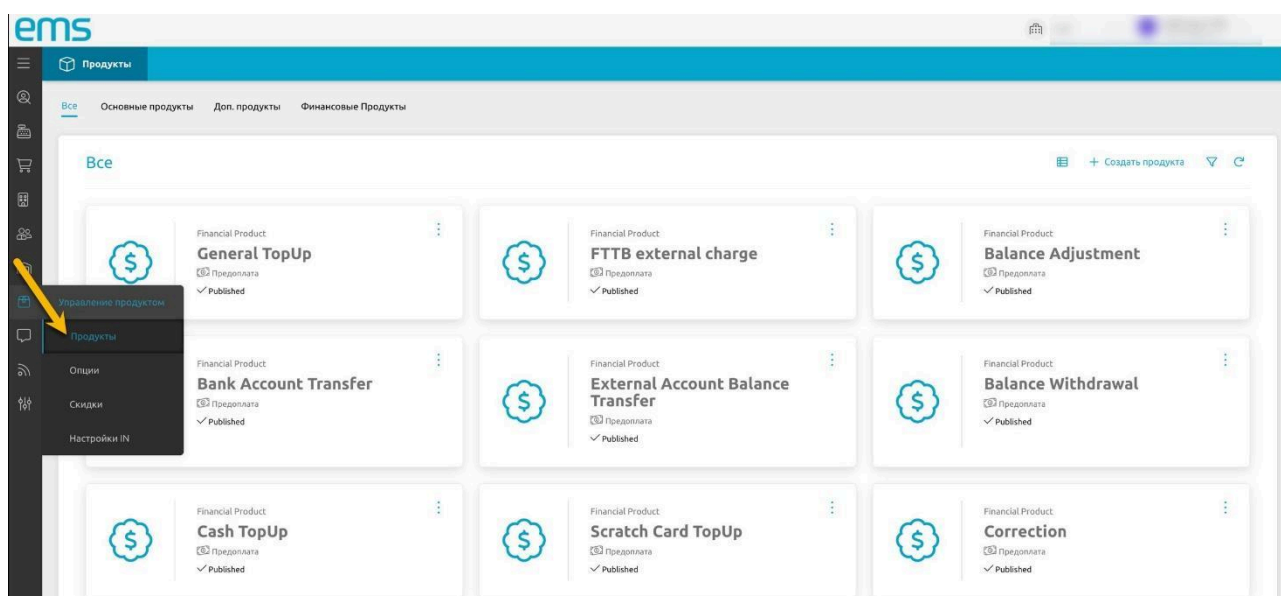 ems
Продукты
Все Основные продукты Доп. продукты Финансовые Продукты
Все
+ Создать продукта
Financial Product
General TopUp
Предоплата
Published
Financial Product
FTTB external charge
Предоплата
Published
Financial Product
Balance Adjustment
Предоплата
Published
Управление продуктом
Продукты
Опции
Скидки
Настройки IN
Financial Product
Bank Account Transfer
Предоплата
Published
Financial Product
External Account Balance
Transfer
Предоплата
Published
Financial Product
Balance Withdrawal
Предоплата
Published
Financial Product
Cash TopUp
Предоплата
Published
Financial Product
Scratch Card TopUp
Предоплата
Published
Financial Product
Correction
Предоплата
Published